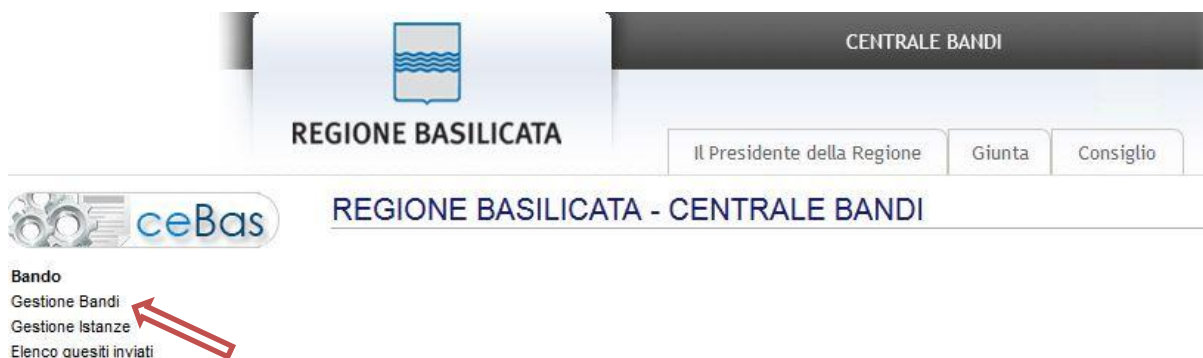 CENTRALE BANDI
REGIONE BASILICATA
Il Presidente della Regione Giunta Consiglio
ceBas
REGIONE BASILICATA - CENTRALE BANDI
Bando
Gestione Bandi
Gestione Istanze
Elenco quesiti inviati